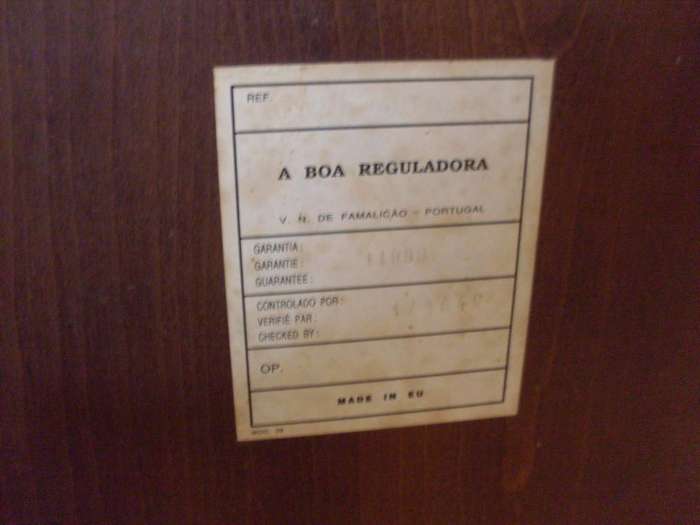 REF.
A BOA REGULADORA
V. N. DE FAMALICÃO - PORTUGAL
GARANTIA:
GARANTIE:
GUARANTEE:
CONTROLADO POR:
VERIFIÉ PAR:
CHECKED BY:
OP.
MADE IN EU